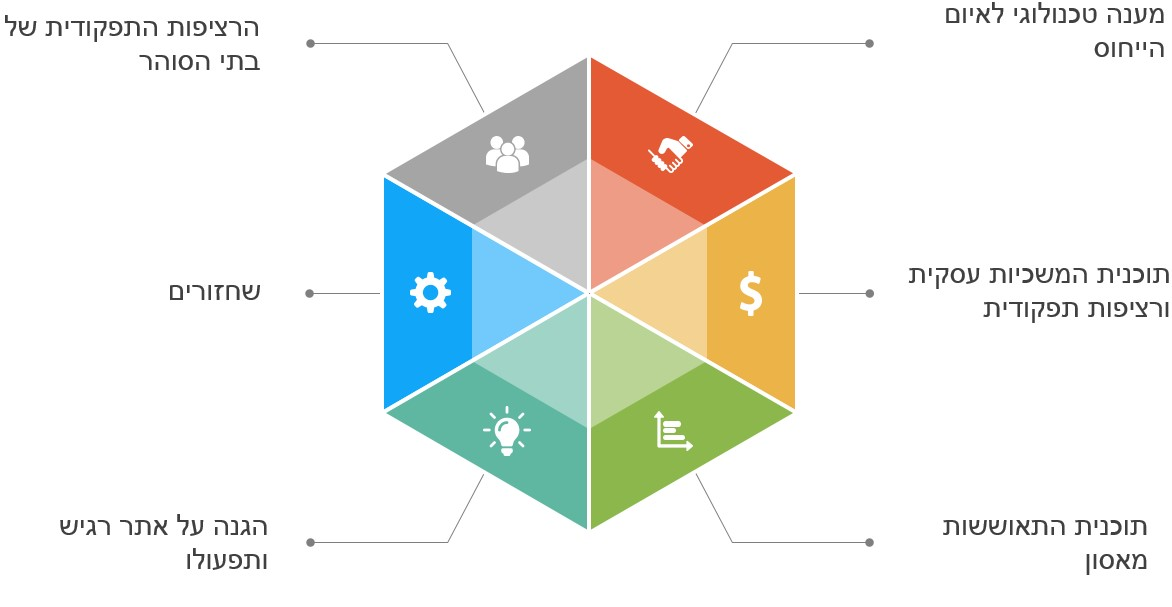 מענה טכנולוגי לאיום
הייחוס
תוכנית המשכיות עסקית
ורציפות תפקודית
תוכנית התאוששות
מאסון
הרציפות התפקודית של
בתי הסוהר
שחזורים
הגנה על אתר רגיש
ותפעולו